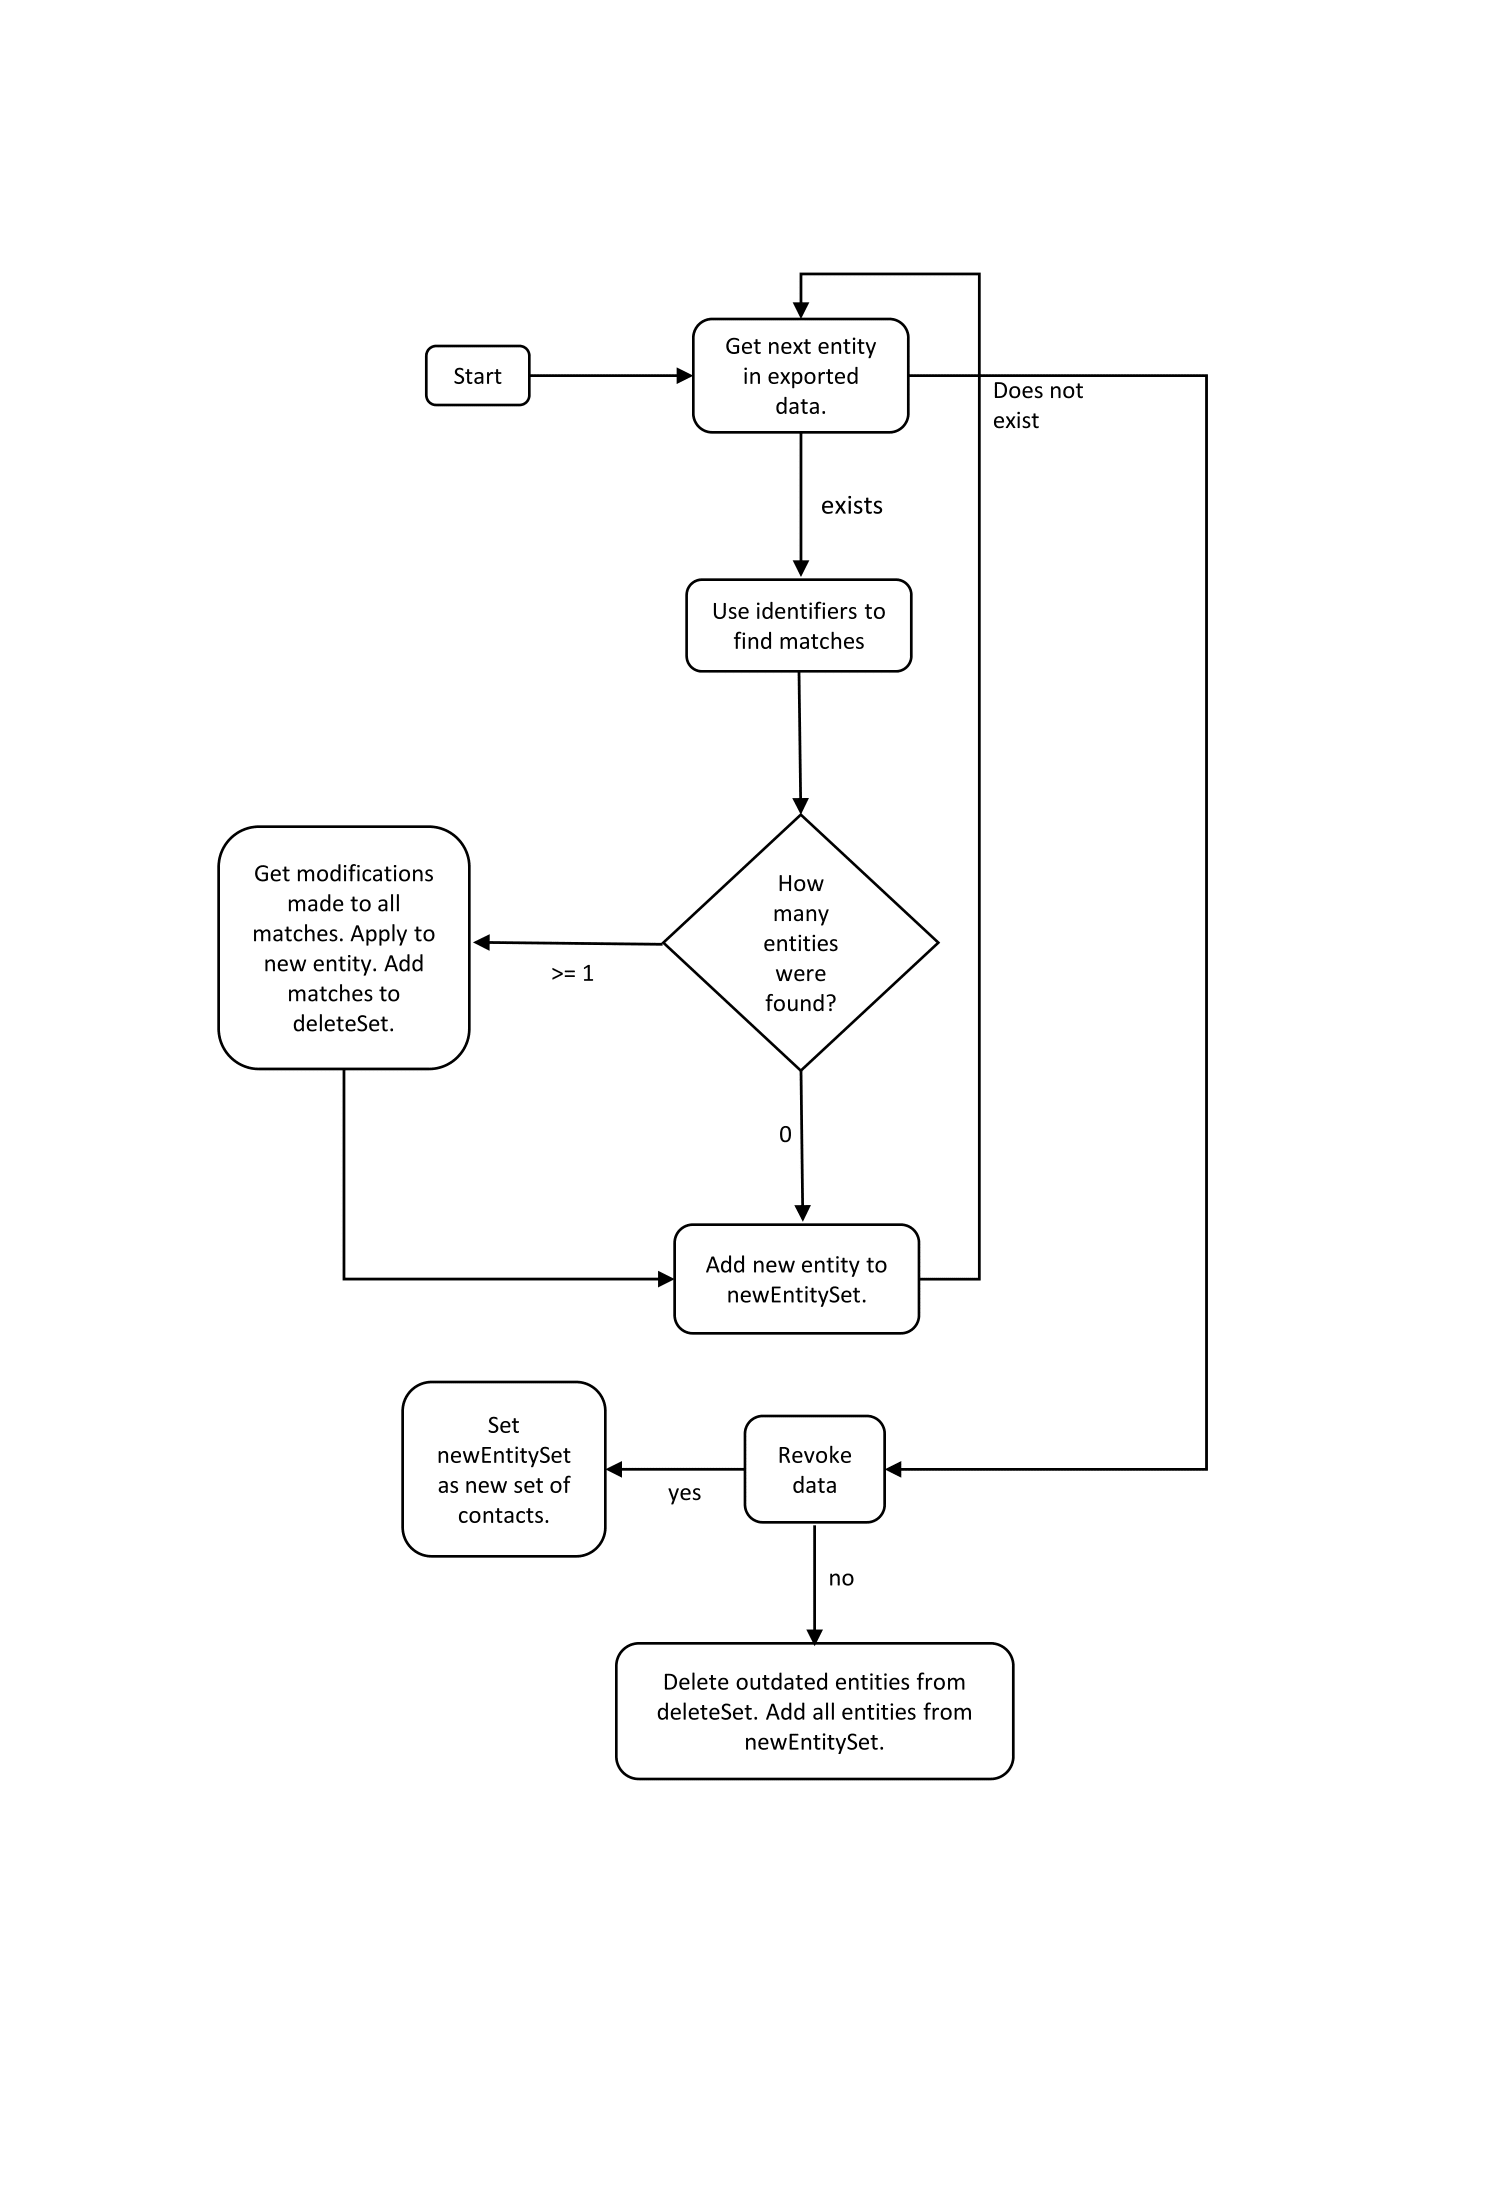 Start
Get next entity
in exported
data.
Does not
exist
exists
Use identifiers to
find matches
How
many
entities
were
found?
>= 1
Get modifications
made to all
matches. Apply to
new entity. Add
matches to
deleteSet.
0
Add new entity to
newEntitySet.
Set
newEntitySet
as new set of
contacts.
yes
Revoke
data
no
Delete outdated entities from
deleteSet. Add all entities from
newEntitySet.